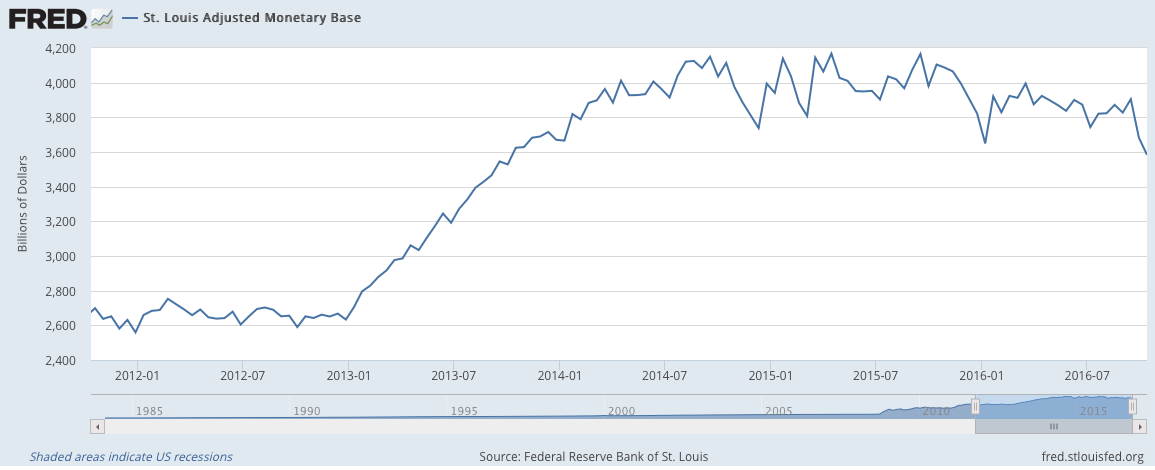 FRED
St. Louis Adjusted Monetary Base
Billions of Dollars
4,200
4,000
3,800
3,600
3,400
3,200
3,000
2,800
2,600
2,400
2012-01 2012-07 2013-01 2013-07 2014-01 2014-07 2015-01 2015-07 2016-01 2016-07
1985 1990 1995 2000 2005 2010 2015
Shaded areas indicate US recessions Source: Federal Reserve Bank of St. Louis fred.stlouisfed.org